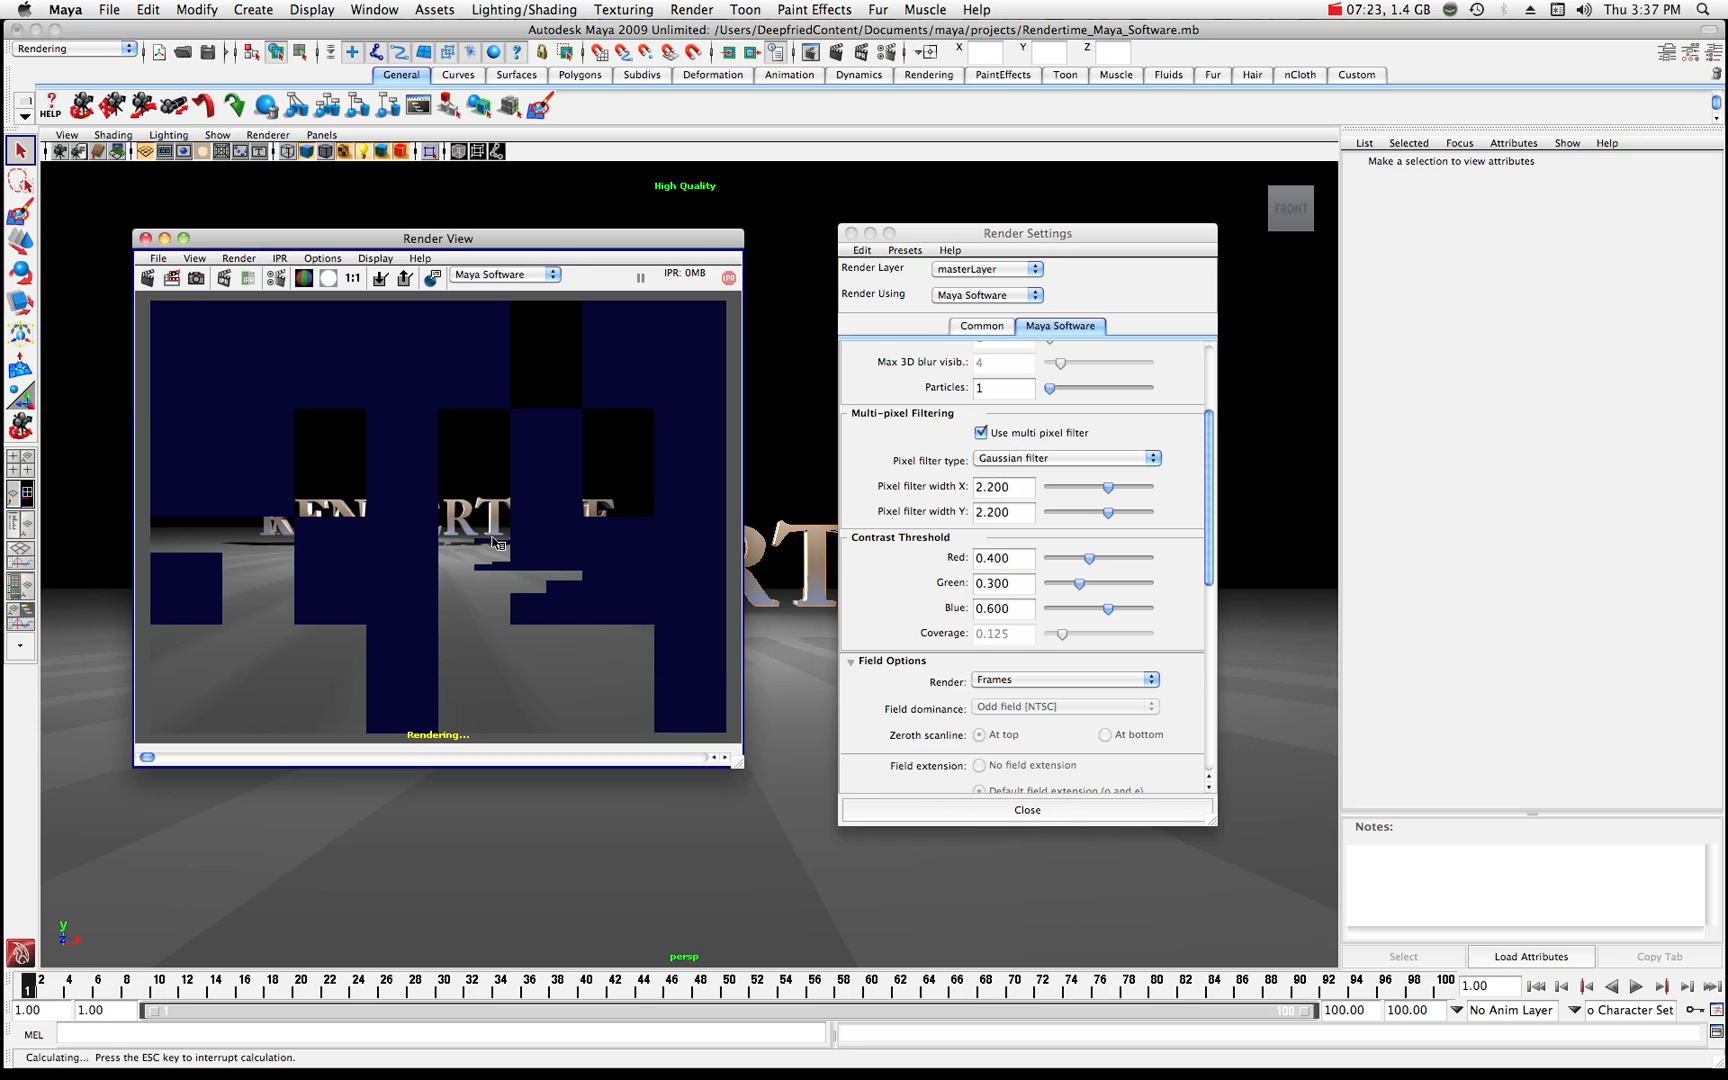 Maya File Edit Modify Create Display Window Assets Lighting/Shading Texturing Render Toon Paint Effects Fur Muscle Help 07:23, 1.4 GB Thu 3:37 PM
Autodesk Maya 2009 Unlimited: /Users/DeepfriedContent/Documents/maya/projects/Rendertime_Maya_Software.mb
Rendering X Y Z
General Curves Surfaces Polygons Subdivs Deformation Animation Dynamics Rendering PaintEffects Toon Muscle Fluids Fur Hair nCloth Custom
HELP
View Shading Lighting Show Renderer Panels
List Selected Focus Attributes Show Help
Make a selection to view attributes
High Quality
FRONT
Render View
File View Render IPR Options Display Help
1:1 Maya Software IPR: 0MB IPR
Rendering...
Render Settings
Edit Presets Help
Render Layer masterLayer
Render Using Maya Software
Common Maya Software
Max 3D blur visib.: 4
Particles: 1
Multi-pixel Filtering
Use multi pixel filter
Pixel filter type: Gaussian filter
Pixel filter width X: 2.200
Pixel filter width Y: 2.200
Contrast Threshold
Red: 0.400
Green: 0.300
Blue: 0.600
Coverage: 0.125
Field Options
Render: Frames
Field dominance: Odd field [NTSC]
Zeroth scanline: At top At bottom
Field extension: No field extension
Default field extension (o and e)
Close
RT
Notes:
y
z x
persp
Select Load Attributes Copy Tab
2 4 6 8 10 12 14 16 18 20 22 24 26 28 30 32 34 36 38 40 42 44 46 48 50 52 54 56 58 60 62 64 66 68 70 72 74 76 78 80 82 84 86 88 90 92 94 96 98 100
1 1.00
1.00 1.00 1 100 100.00 100.00 No Anim Layer o Character Set
MEL
Calculating... Press the ESC key to interrupt calculation.